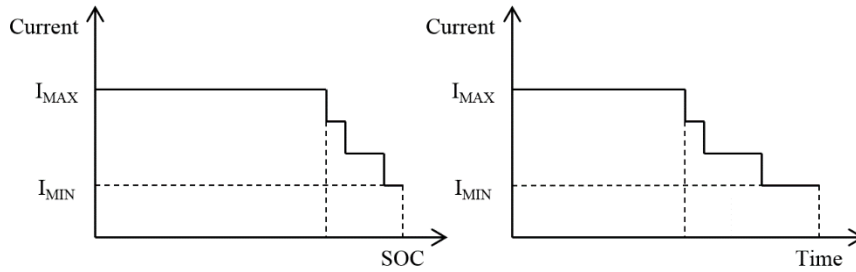 Current
I_MAX
I_MIN
SOC
Current
I_MAX
I_MIN
Time